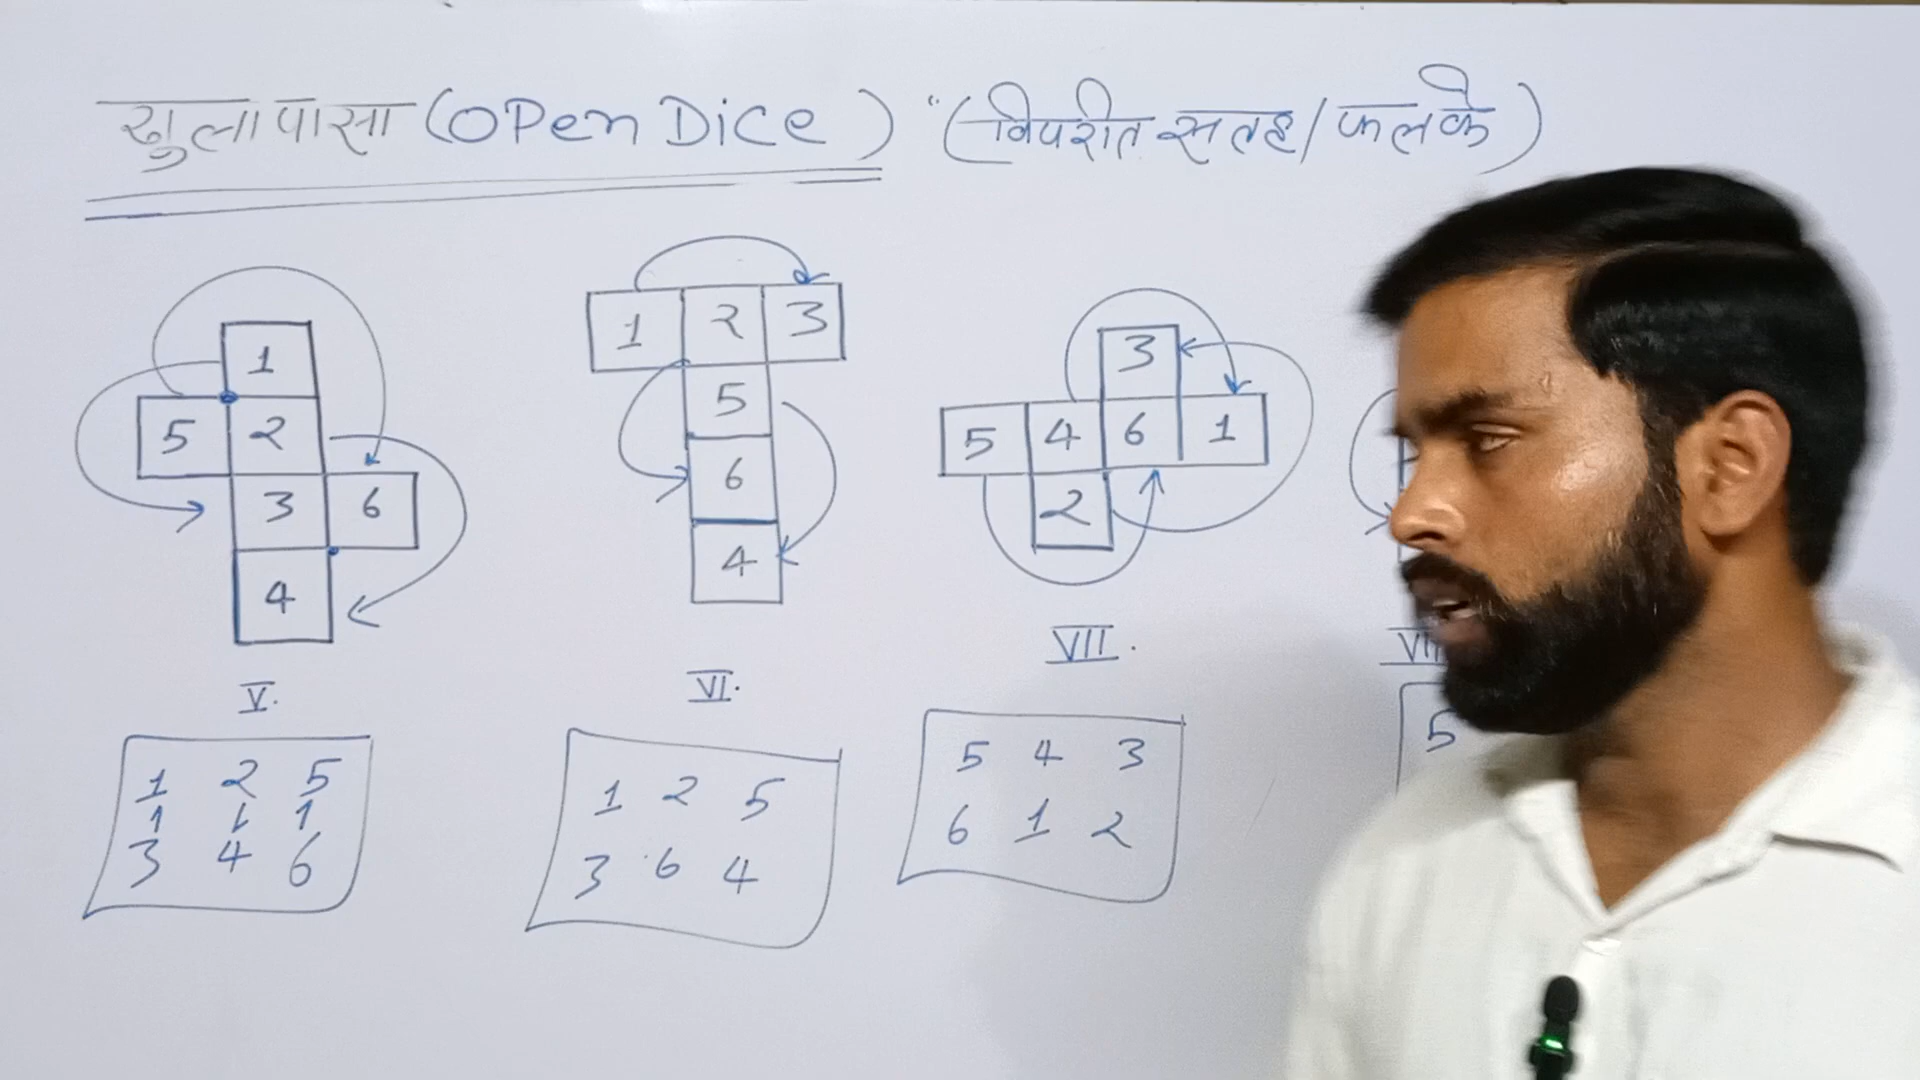 खुला पासा (OPen Dice) "(विपरीत सतह/फलके)
1
5 2
3 6
4
V.
1 2 5
3 4 6
1 2 3
5
6
4
VI.
1 2 5
3 6 4
3
5 4 6 1
2
VII.
5 4 3
6 1 2
5